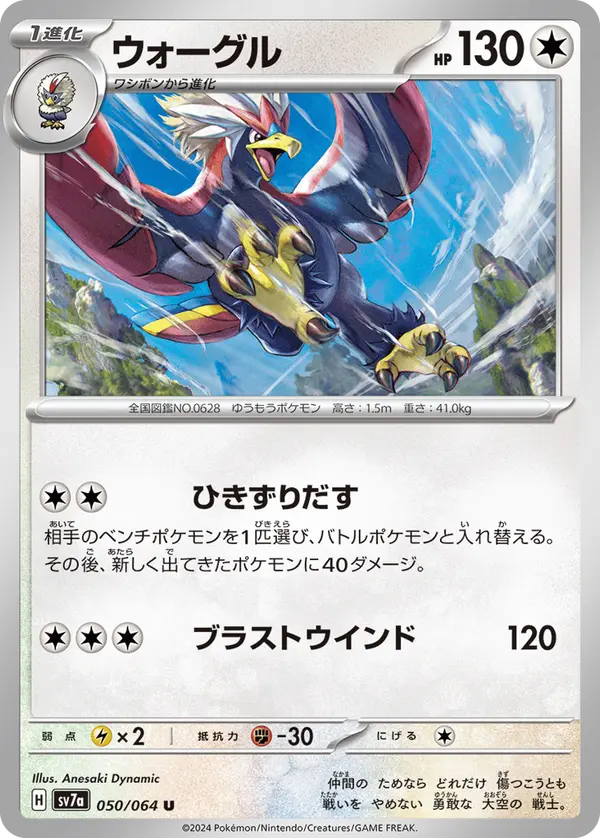 1進化
ウォーグル
HP 130
ワシボンから進化
全国図鑑NO.0628 ゆうもうポケモン 高さ:1.5m 重さ:41.0kg
ひきずりだす
相手のベンチポケモンを1匹選び、バトルポケモンと入れ替える。
その後、新しく出てきたポケモンに40ダメージ。
ブラストウインド 120
弱点 ×2 抵抗力 -30 にげる
Illus. Anesaki Dynamic
H sv7a 050/064 U
仲間の ためなら どれだけ 傷つこうとも
戦いを やめない 勇敢な 大空の 戦士。
©2024 Pokémon/Nintendo/Creatures/GAME FREAK.